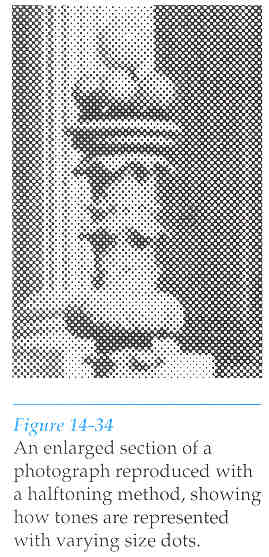 Figure 14-34
An enlarged section of a
photograph reproduced with
a halftoning method, showing
how tones are represented
with varying size dots.